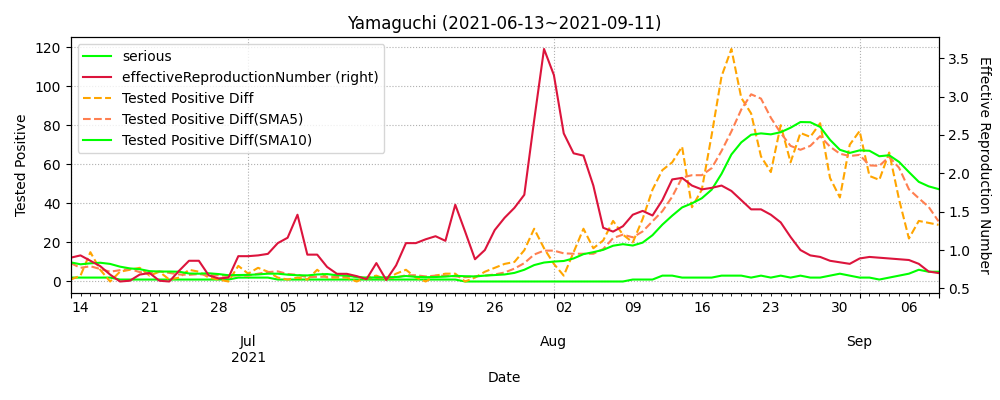 Yamaguchi (2021-06-13~2021-09-11)
serious
effectiveReproductionNumber (right)
Tested Positive Diff
Tested Positive Diff(SMA5)
Tested Positive Diff(SMA10)
120
100
80
60
40
20
0
Tested Positive
3.5
3.0
2.5
2.0
1.5
1.0
0.5
Effective Reproduction Number
14 21 28 05 12 19 26 02 09 16 23 30 06
Jul Aug Sep
2021
Date